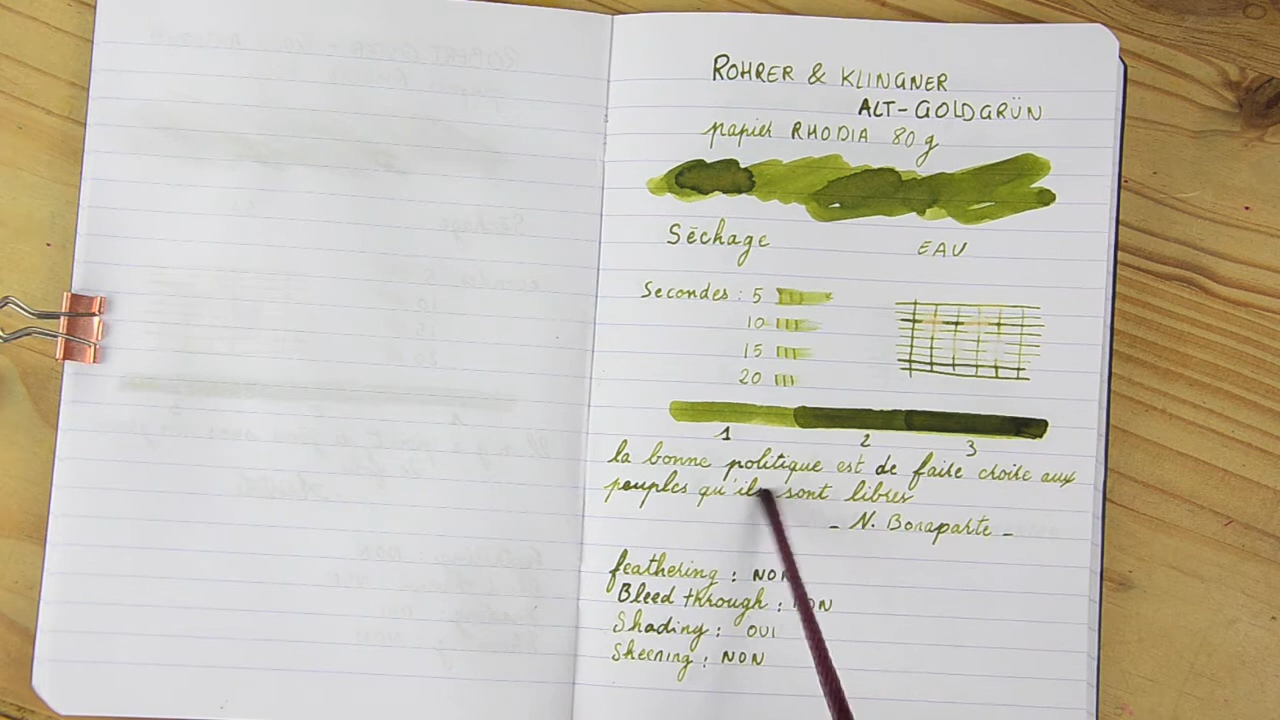 ROHRER & KLINGNER
ALT-GOLDGRÜN
papier RHODIA 80 g
Séchage
EAU
Secondes : 5
10
15
20
1 2 3
la bonne politique est de faire croire aux
peuples qu'ils sont libres
- N. Bonaparte -
feathering : NON
Bleed through : NON
Shading : OUI
Sheening : NON